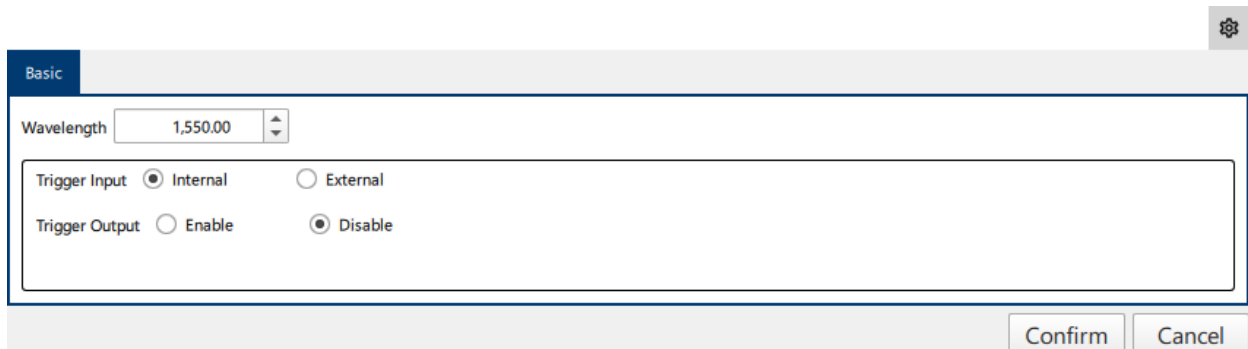 Basic
Wavelength 1,550.00
Trigger Input Internal External
Trigger Output Enable Disable
Confirm Cancel